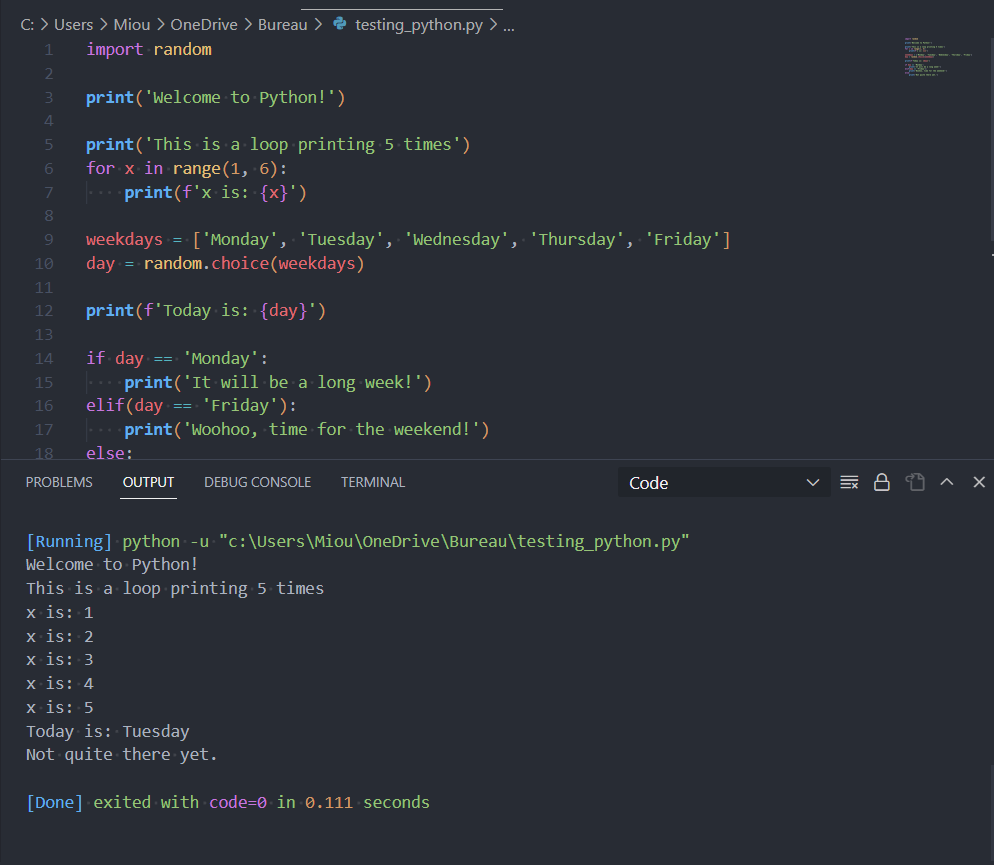 C: > Users > Miou > OneDrive > Bureau > testing_python.py > ...
1 import random
2
3 print('Welcome to Python!')
4
5 print('This is a loop printing 5 times')
6 for x in range(1, 6):
7     print(f'x is: {x}')
8
9 weekdays = ['Monday', 'Tuesday', 'Wednesday', 'Thursday', 'Friday']
10 day = random.choice(weekdays)
11
12 print(f'Today is: {day}')
13
14 if day == 'Monday':
15     print('It will be a long week!')
16 elif(day == 'Friday'):
17     print('Woohoo, time for the weekend!')
18 else:
PROBLEMS OUTPUT DEBUG CONSOLE TERMINAL Code
[Running] python -u "c:\Users\Miou\OneDrive\Bureau\testing_python.py"
Welcome to Python!
This is a loop printing 5 times
x is: 1
x is: 2
x is: 3
x is: 4
x is: 5
Today is: Tuesday
Not quite there yet.
[Done] exited with code=0 in 0.111 seconds